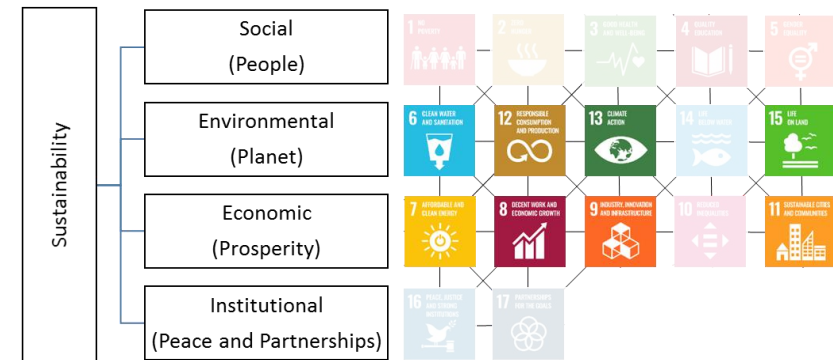 Sustainability
Social
(People)
Environmental
(Planet)
Economic
(Prosperity)
Institutional
(Peace and Partnerships)
1 NO
POVERTY
2 ZERO
HUNGER
3 GOOD HEALTH
AND WELL-BEING
4 QUALITY
EDUCATION
5 GENDER
EQUALITY
6 CLEAN WATER
AND SANITATION
12 RESPONSIBLE
CONSUMPTION
AND PRODUCTION
13 CLIMATE
ACTION
14 LIFE
BELOW WATER
15 LIFE
ON LAND
7 AFFORDABLE AND
CLEAN ENERGY
8 DECENT WORK AND
ECONOMIC GROWTH
9 INDUSTRY, INNOVATION
AND INFRASTRUCTURE
10 REDUCED
INEQUALITIES
11 SUSTAINABLE CITIES
AND COMMUNITIES
16 PEACE, JUSTICE
AND STRONG
INSTITUTIONS
17 PARTNERSHIPS
FOR THE GOALS